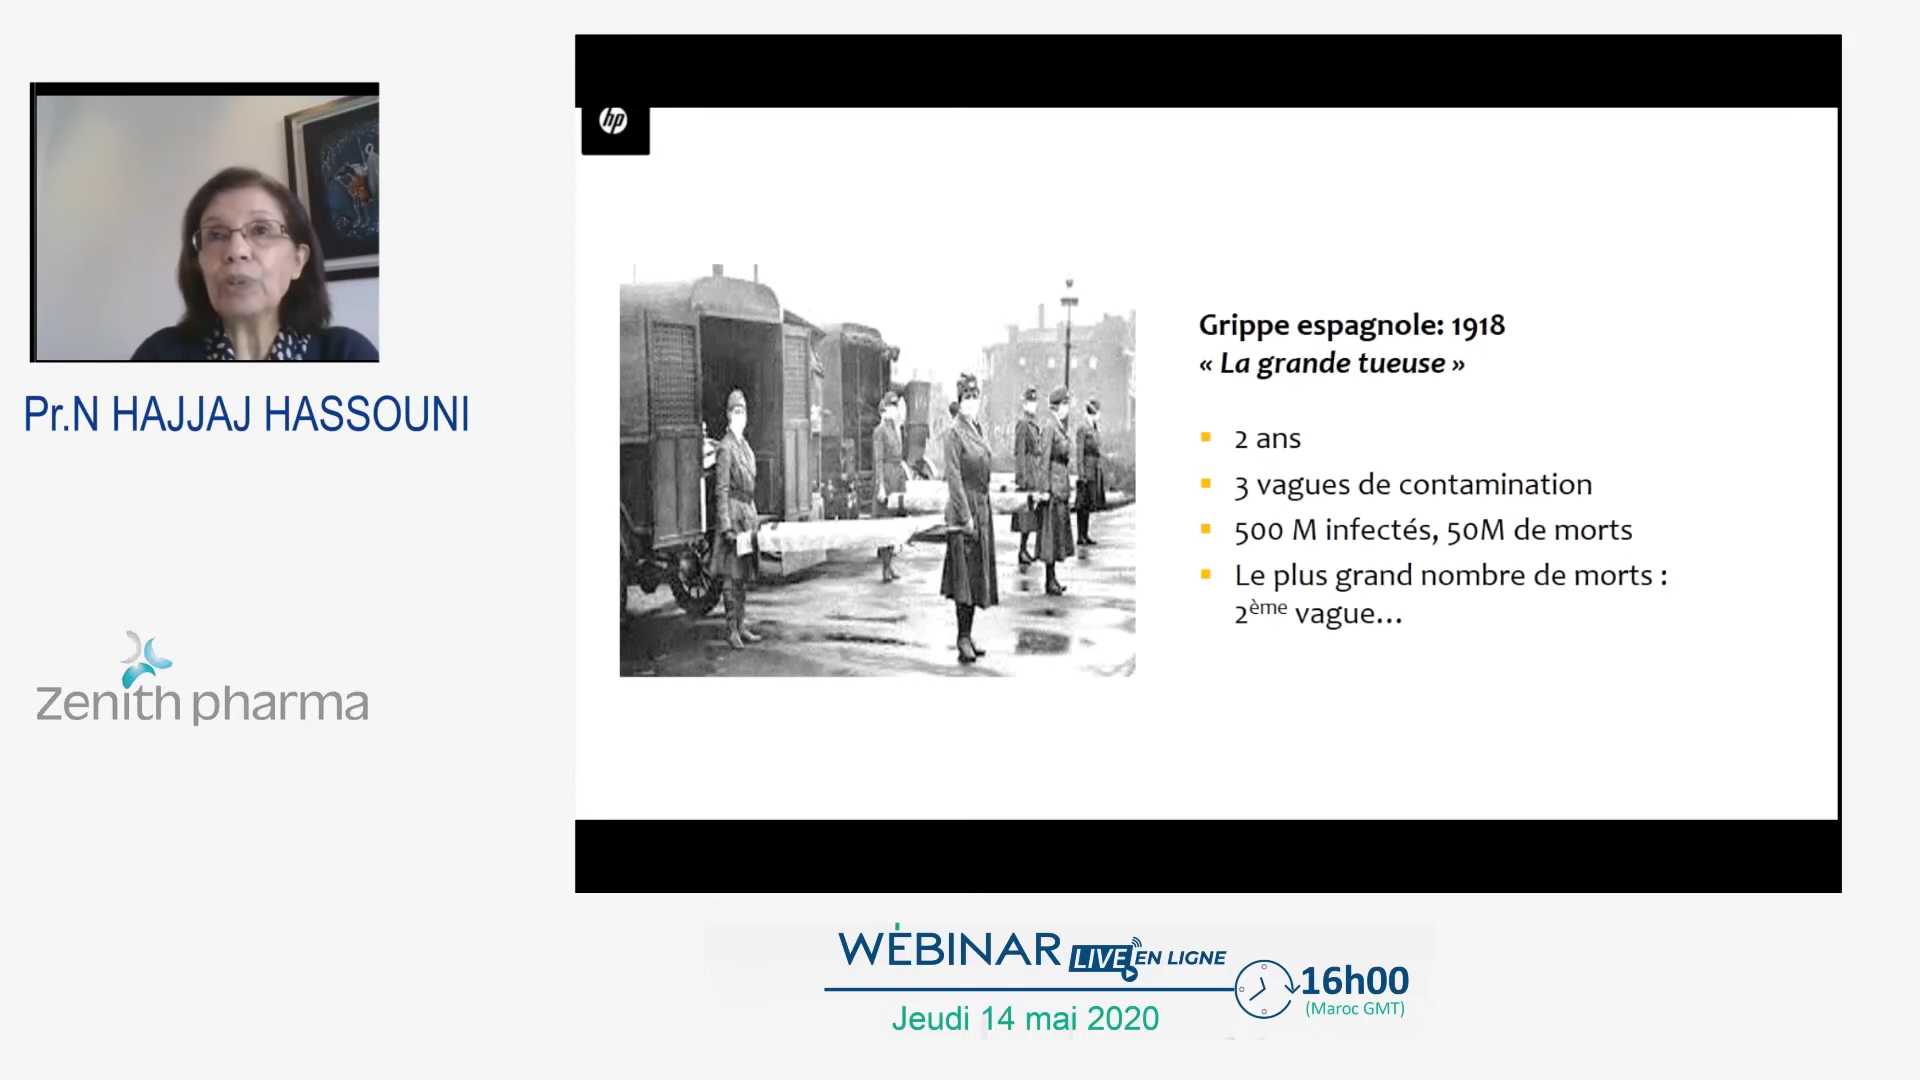 hp
Pr.N HAJJAJ HASSOUNI
zenith pharma
Grippe espagnole: 1918
« La grande tueuse »
2 ans
3 vagues de contamination
500 M infectés, 50M de morts
Le plus grand nombre de morts :
2ème vague...
WEBINAR LIVE EN LIGNE
16h00
(Maroc GMT)
Jeudi 14 mai 2020